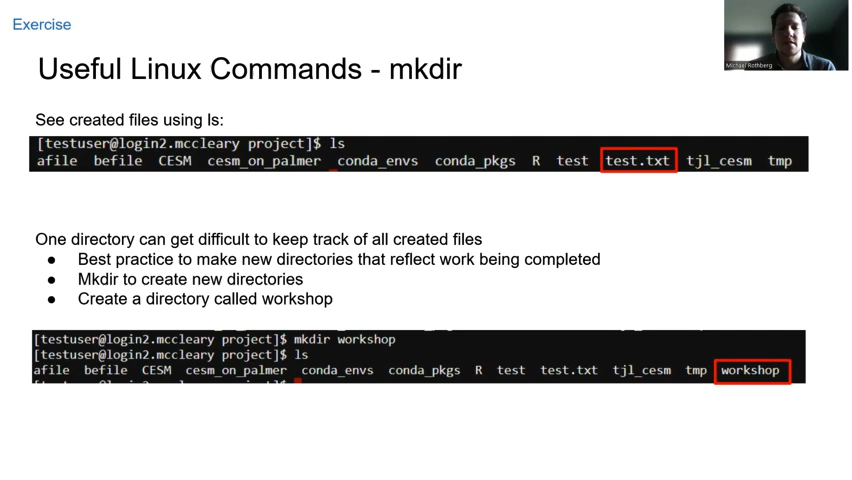 Exercise
Michael Rothberg
Useful Linux Commands - mkdir
See created files using ls:
[testuser@login2.mccleary project]$ ls
afile befile CESM cesm_on_palmer conda_envs conda_pkgs R test test.txt tjl_cesm tmp
One directory can get difficult to keep track of all created files
● Best practice to make new directories that reflect work being completed
● Mkdir to create new directories
● Create a directory called workshop
[testuser@login2.mccleary project]$ mkdir workshop
[testuser@login2.mccleary project]$ ls
afile befile CESM cesm_on_palmer conda_envs conda_pkgs R test test.txt tjl_cesm tmp workshop